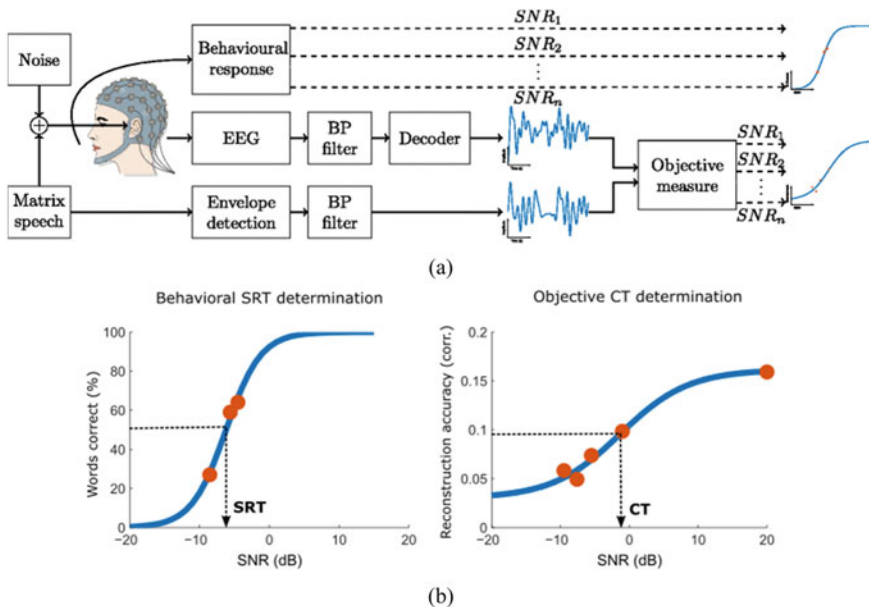 Noise
Matrix
speech
Behavioural
response
SNR₁
SNR₂
⋮
SNRₙ
EEG
BP
filter
Decoder
Envelope
detection
BP
filter
Objective
measure
SNR₁
SNR₂
⋮
SNRₙ
(a)
Behavioral SRT determination
Words correct (%)
100
80
60
40
20
0
SRT
−20
−10
0
10
20
SNR (dB)
Objective CT determination
Reconstruction accuracy (corr.)
0.2
0.15
0.1
0.05
0
CT
−20
−10
0
10
20
SNR (dB)
(b)